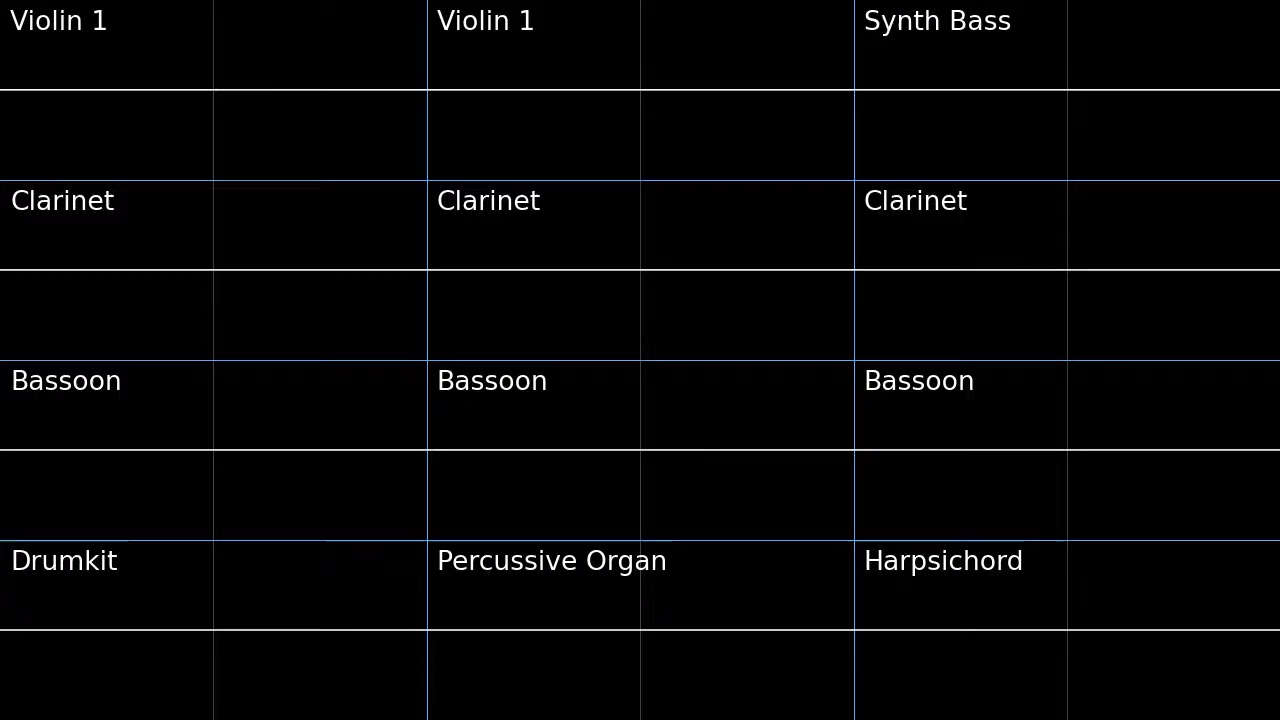 Violin 1
Violin 1
Synth Bass
Clarinet
Clarinet
Clarinet
Bassoon
Bassoon
Bassoon
Drumkit
Percussive Organ
Harpsichord